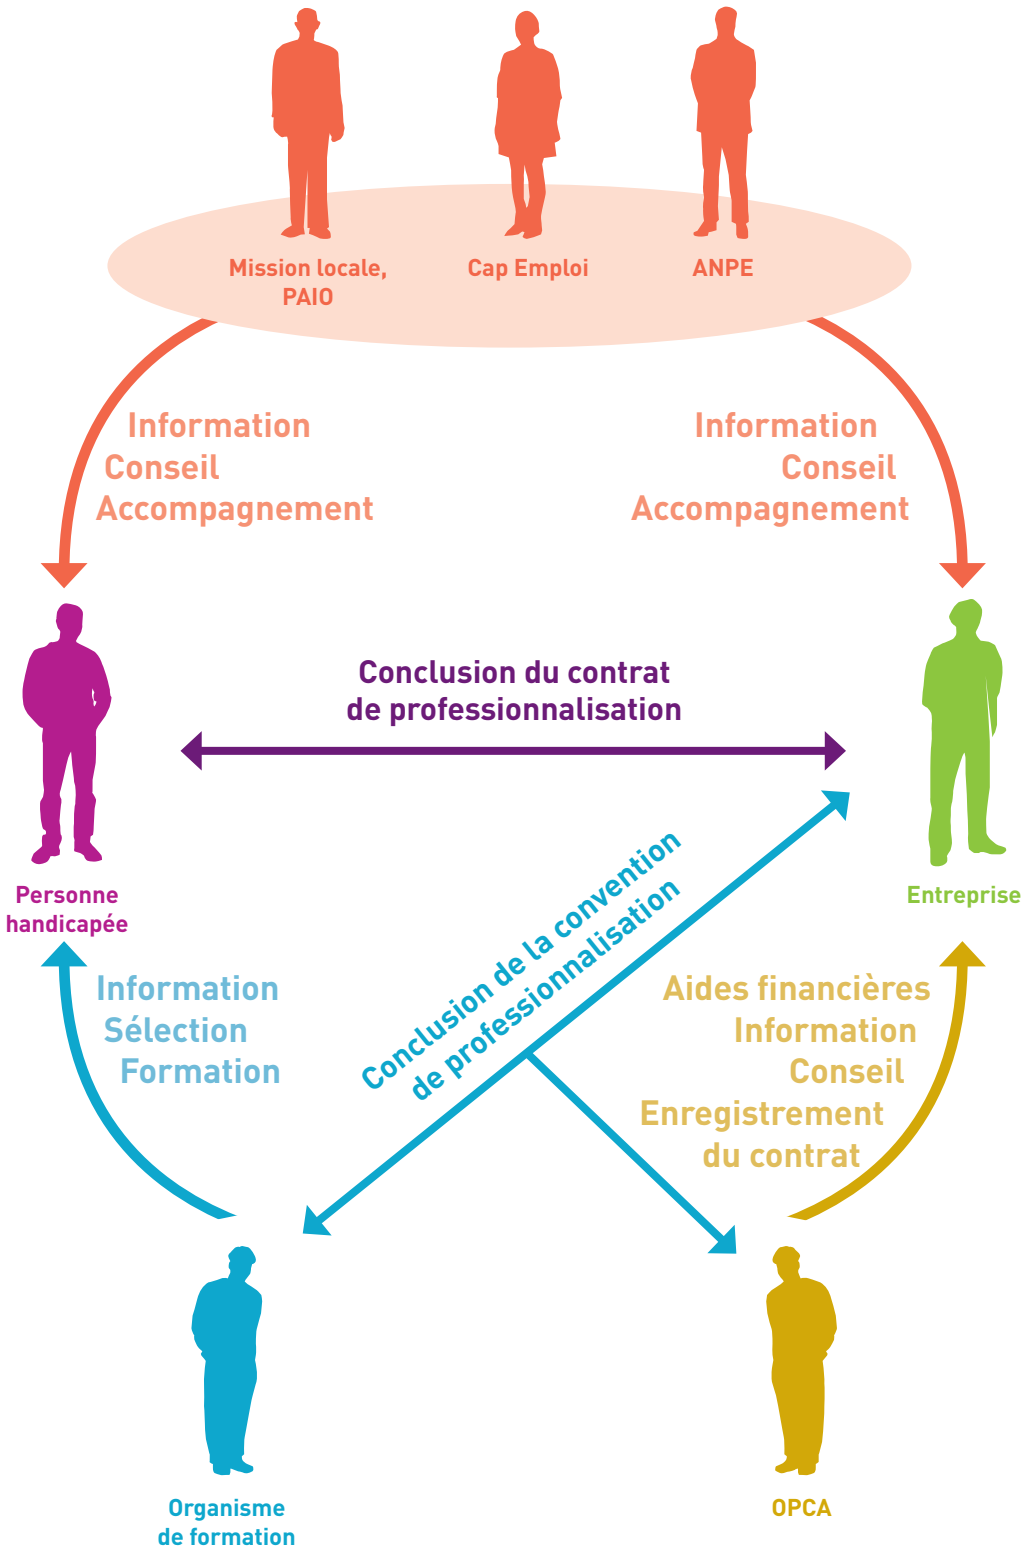 Mission locale,
PAIO
Cap Emploi
ANPE
Information
Conseil
Accompagnement
Information
Conseil
Accompagnement
Conclusion du contrat
de professionnalisation
Personne
handicapée
Entreprise
Conclusion de la convention
de professionnalisation
Information
Sélection
Formation
Aides financières
Information
Conseil
Enregistrement
du contrat
Organisme
de formation
OPCA